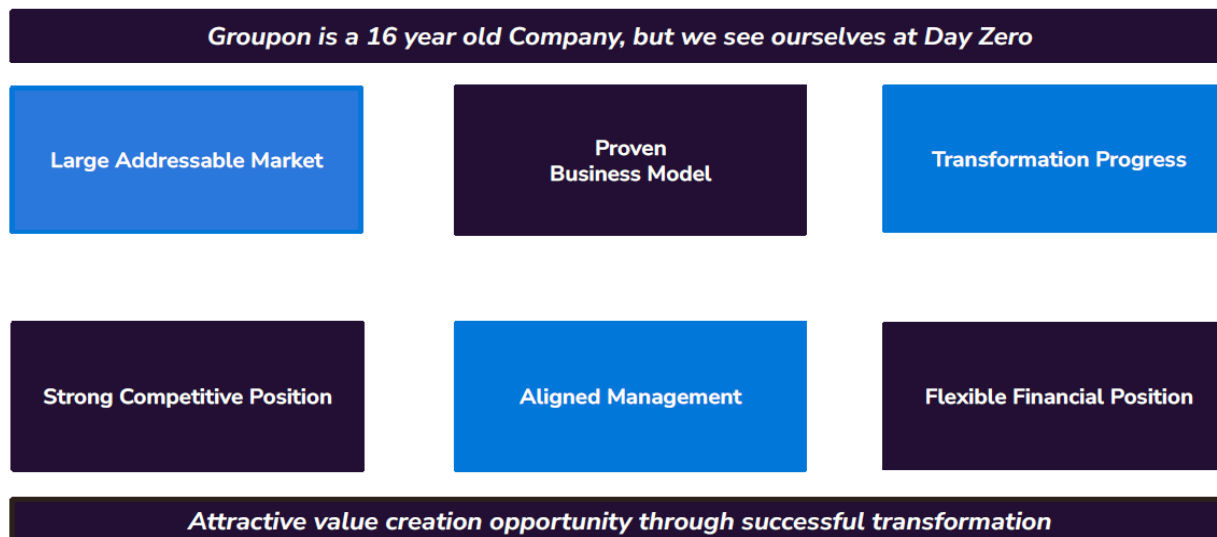 Groupon is a 16 year old Company, but we see ourselves at Day Zero
Large Addressable Market
Proven
Business Model
Transformation Progress
Strong Competitive Position
Aligned Management
Flexible Financial Position
Attractive value creation opportunity through successful transformation